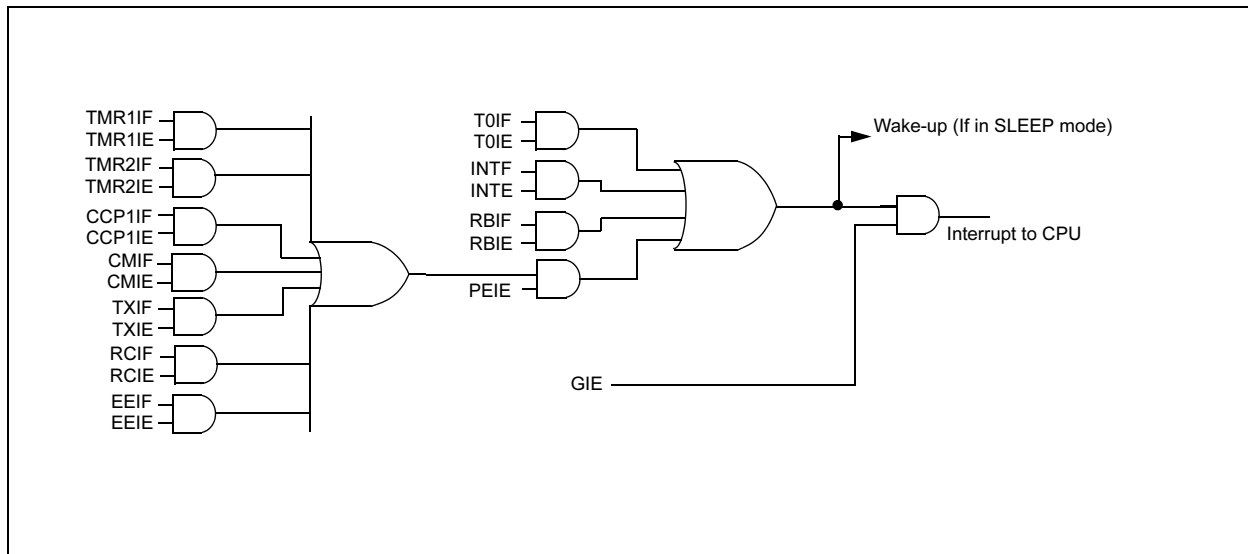 TMR1IF
TMR1IE
TMR2IF
TMR2IE
CCP1IF
CCP1IE
CMIF
CMIE
TXIF
TXIE
RCIF
RCIE
EEIF
EEIE
T0IF
T0IE
INTF
INTE
RBIF
RBIE
PEIE
GIE
Wake-up (If in SLEEP mode)
Interrupt to CPU